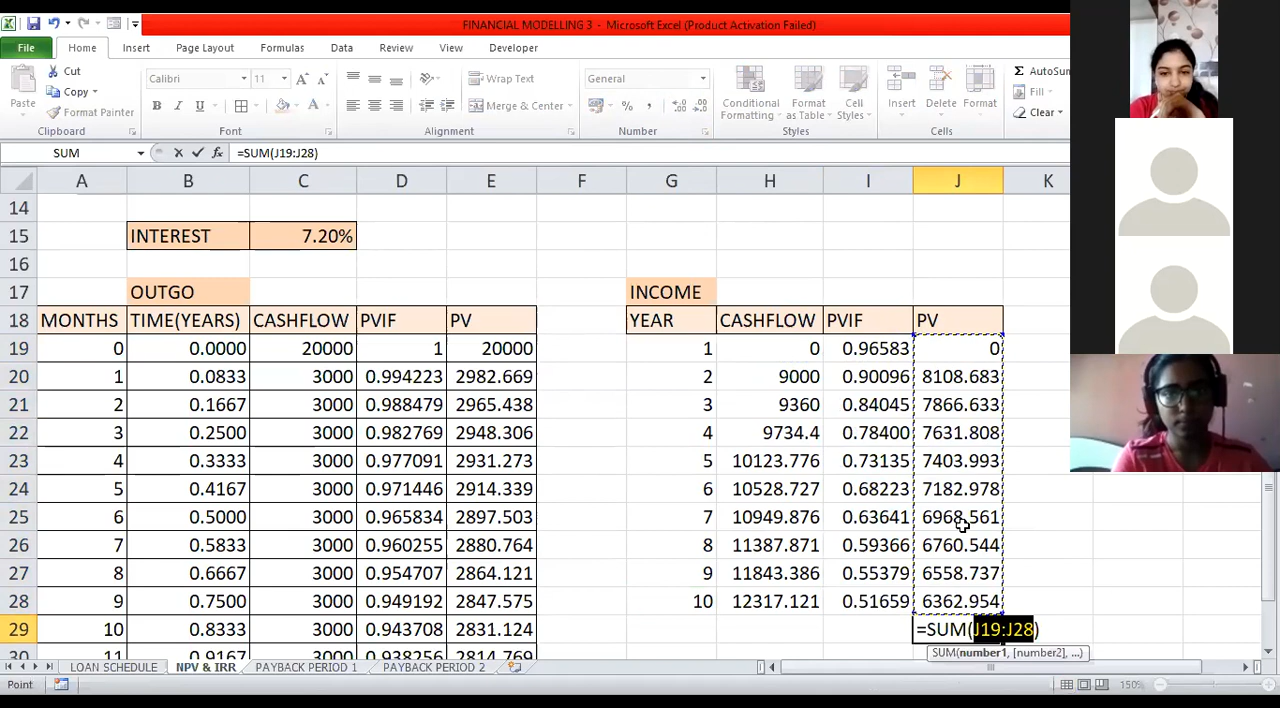 FINANCIAL MODELLING 3 - Microsoft Excel (Product Activation Failed)
File Home Insert Page Layout Formulas Data Review View Developer
Cut Calibri 11 A A Wrap Text General AutoSum
Copy Fill
Paste Format Painter B I U A Merge & Center % , Conditional Formatting Format as Table Cell Styles Insert Delete Format Clear
Clipboard Font Alignment Number Styles Cells
SUM fx =SUM(J19:J28)
A B C D E F G H I J K
14
15 INTEREST 7.20%
16
17 OUTGO INCOME
18 MONTHS TIME(YEARS) CASHFLOW PVIF PV YEAR CASHFLOW PVIF PV
19 0 0.0000 20000 1 20000 1 0 0.96583 0
20 1 0.0833 3000 0.994223 2982.669 2 9000 0.90096 8108.683
21 2 0.1667 3000 0.988479 2965.438 3 9360 0.84045 7866.633
22 3 0.2500 3000 0.982769 2948.306 4 9734.4 0.78400 7631.808
23 4 0.3333 3000 0.977091 2931.273 5 10123.776 0.73135 7403.993
24 5 0.4167 3000 0.971446 2914.339 6 10528.727 0.68223 7182.978
25 6 0.5000 3000 0.965834 2897.503 7 10949.876 0.63641 6968.561
26 7 0.5833 3000 0.960255 2880.764 8 11387.871 0.59366 6760.544
27 8 0.6667 3000 0.954707 2864.121 9 11843.386 0.55379 6558.737
28 9 0.7500 3000 0.949192 2847.575 10 12317.121 0.51659 6362.954
29 10 0.8333 3000 0.943708 2831.124 =SUM(J19:J28)
30 11 0.9167 3000 0.938256 2814.769 SUM(number1, [number2], ...)
LOAN SCHEDULE NPV & IRR PAYBACK PERIOD 1 PAYBACK PERIOD 2
Point 150%